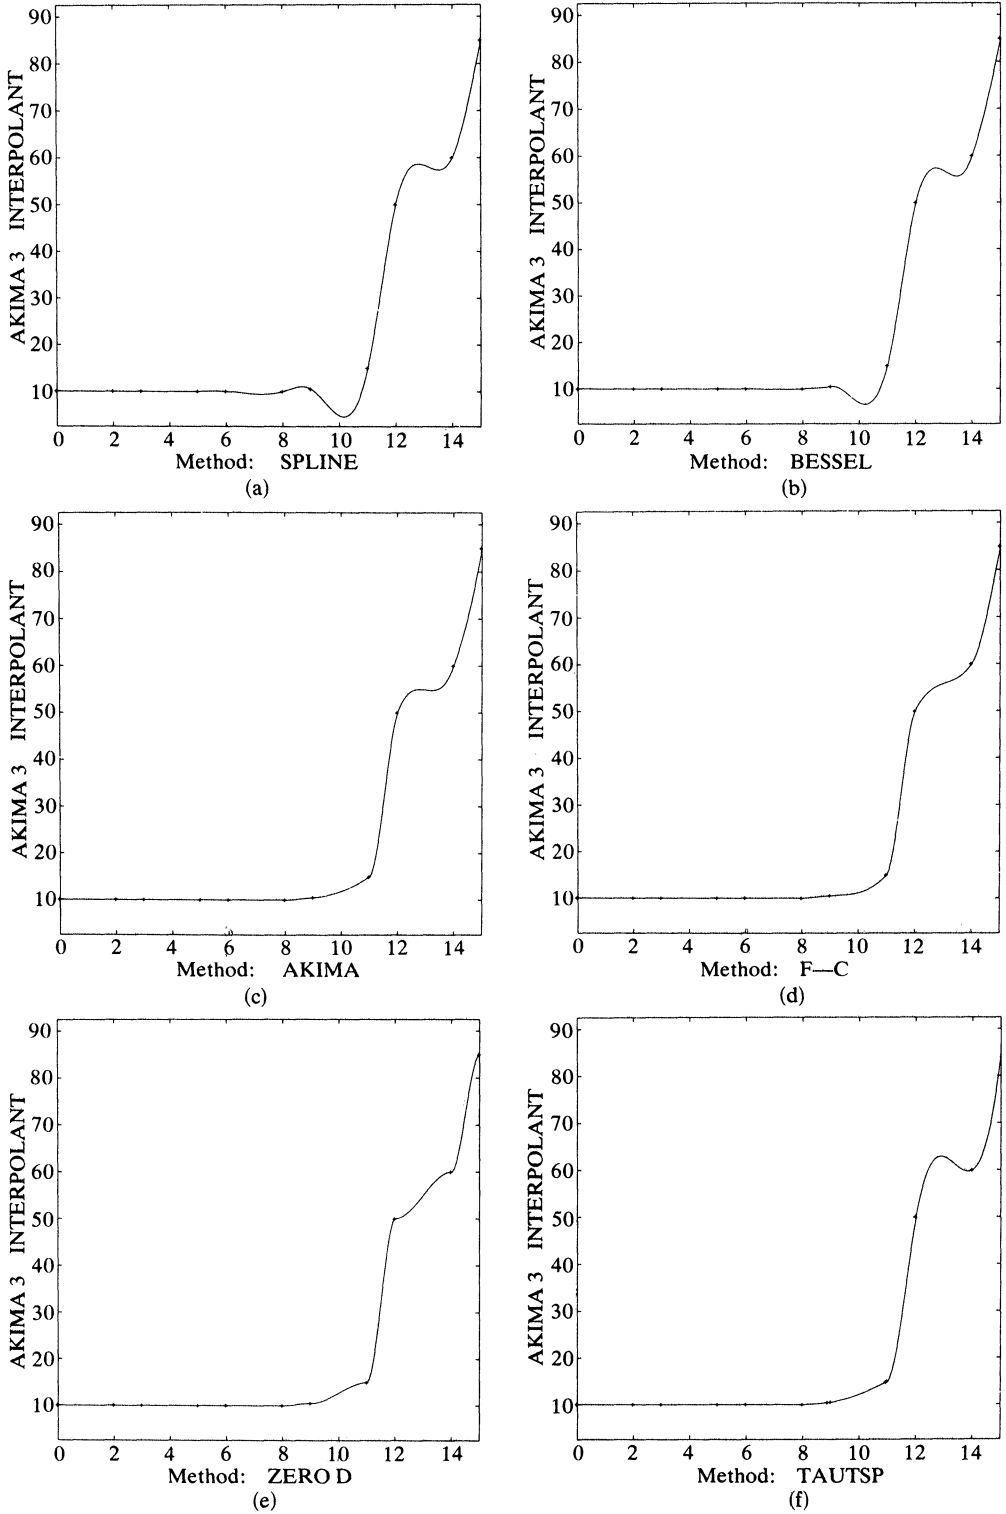 AKIMA 3 INTERPOLANT
90
80
70
60
50
40
30
20
10
0 2 4 6 8 10 12 14
Method: SPLINE
(a)
AKIMA 3 INTERPOLANT
90
80
70
60
50
40
30
20
10
0 2 4 6 8 10 12 14
Method: BESSEL
(b)
AKIMA 3 INTERPOLANT
90
80
70
60
50
40
30
20
10
0 2 4 6 8 10 12 14
Method: AKIMA
(c)
AKIMA 3 INTERPOLANT
90
80
70
60
50
40
30
20
10
0 2 4 6 8 10 12 14
Method: F—C
(d)
AKIMA 3 INTERPOLANT
90
80
70
60
50
40
30
20
10
0 2 4 6 8 10 12 14
Method: ZERO D
(e)
AKIMA 3 INTERPOLANT
90
80
70
60
50
40
30
20
10
0 2 4 6 8 10 12 14
Method: TAUTSP
(f)